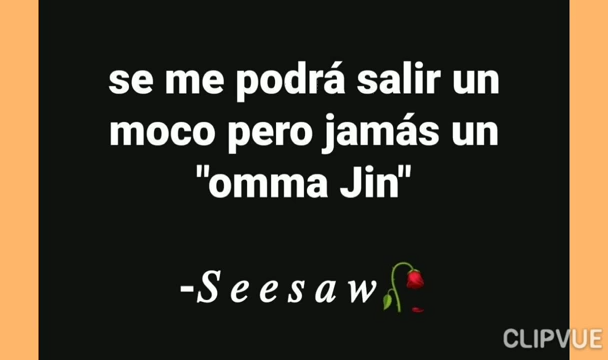 se me podrá salir un
moco pero jamás un
"omma Jin"
-Seesaw🥀
CLIPVUE